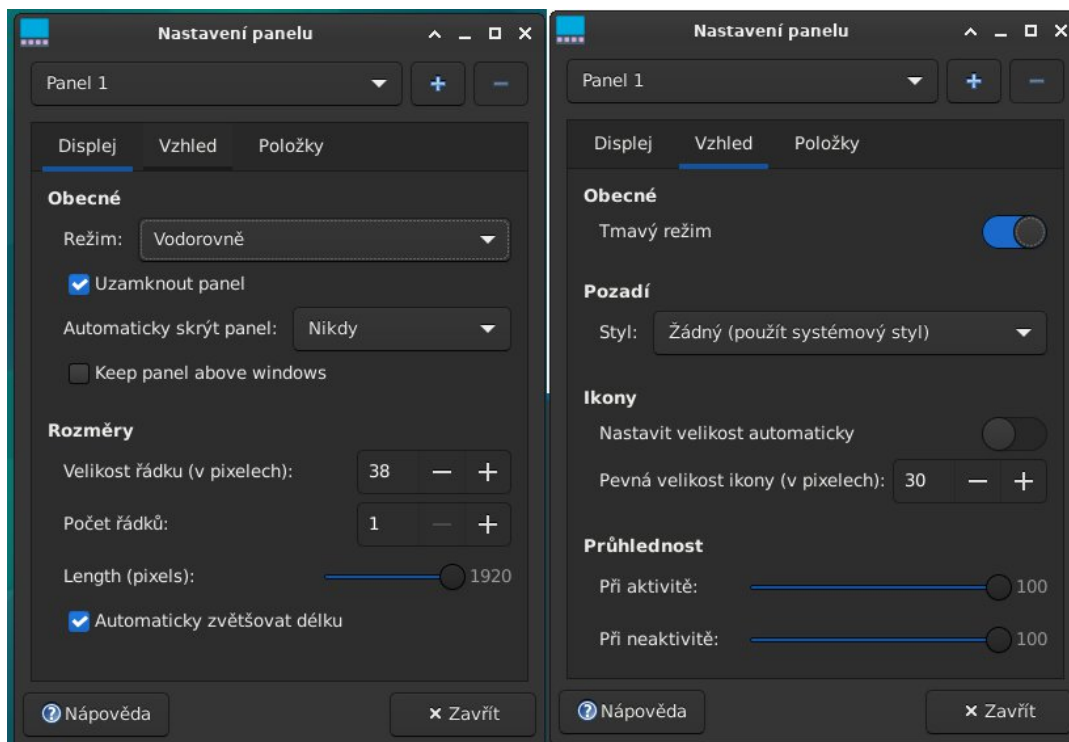 Nastavení panelu
Panel 1
Displej Vzhled Položky
Obecné
Režim: Vodorovně
Uzamknout panel
Automaticky skrýt panel: Nikdy
Keep panel above windows
Rozměry
Velikost řádku (v pixelech): 38
Počet řádků: 1
Length (pixels): 1920
Automaticky zvětšovat délku
Nápověda Zavřít
Nastavení panelu
Panel 1
Displej Vzhled Položky
Obecné
Tmavý režim
Pozadí
Styl: Žádný (použít systémový styl)
Ikony
Nastavit velikost automaticky
Pevná velikost ikony (v pixelech): 30
Průhlednost
Při aktivitě: 100
Při neaktivitě: 100
Nápověda Zavřít